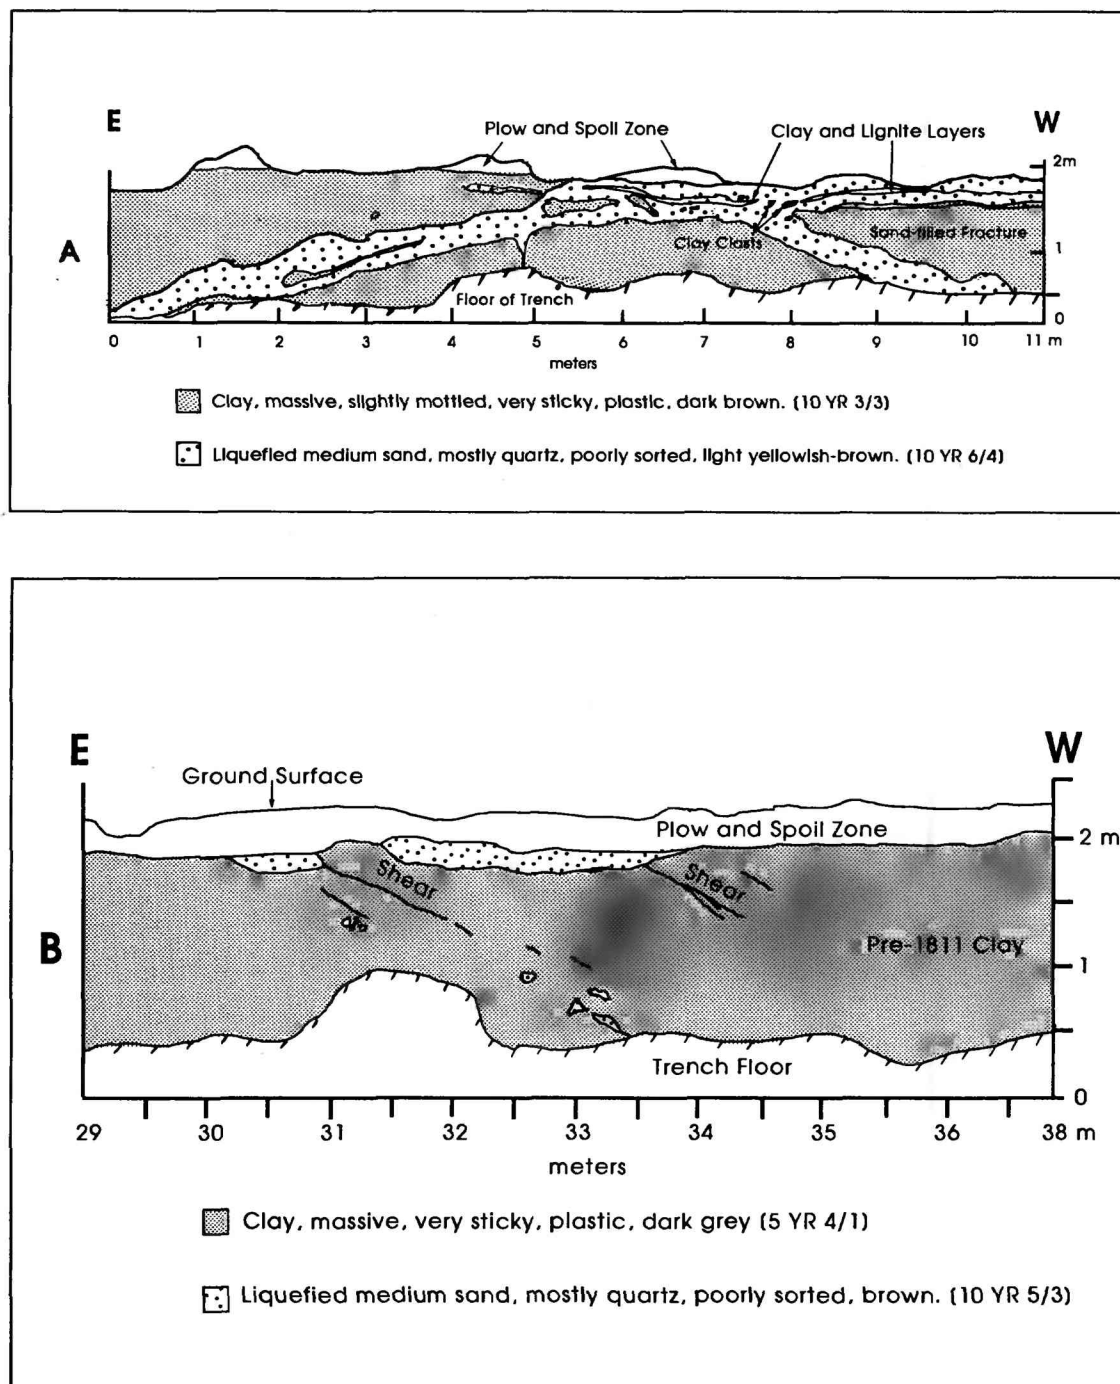 E
W
Plow and Spoil Zone
Clay and Lignite Layers
2m
A
Clay Clasts
Sand-filled Fracture
1
Floor of Trench
0
0 1 2 3 4 5 6 7 8 9 10 11 m
meters
Clay, massive, slightly mottled, very sticky, plastic, dark brown. (10 YR 3/3)
Liquefied medium sand, mostly quartz, poorly sorted, light yellowish-brown. (10 YR 6/4)
E
W
Ground Surface
Plow and Spoil Zone
2 m
Shear
Shear
B
Pre-1811 Clay
1
Trench Floor
0
29 30 31 32 33 34 35 36 38 m
meters
Clay, massive, very sticky, plastic, dark grey (5 YR 4/1)
Liquefied medium sand, mostly quartz, poorly sorted, brown. (10 YR 5/3)